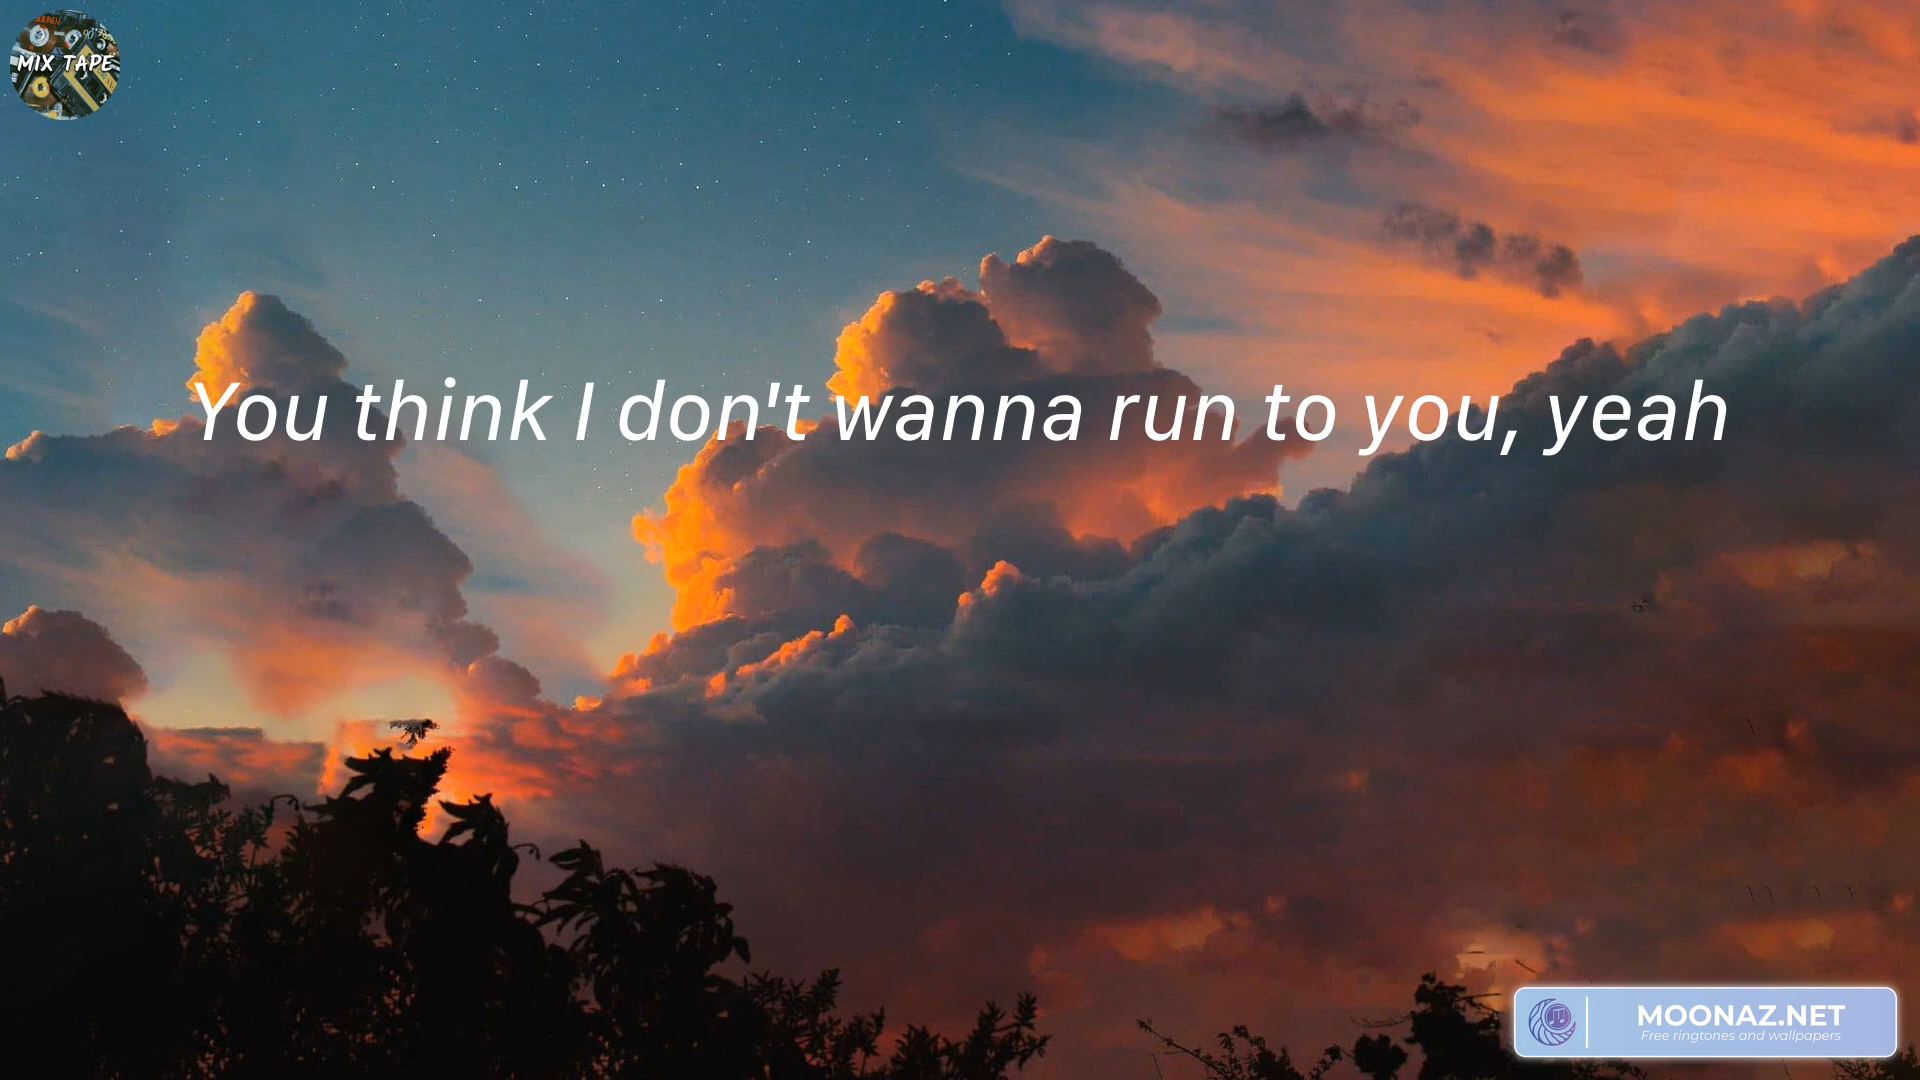 MIX TAPE
You think I don't wanna run to you, yeah
MOONAZ.NET
Free ringtones and wallpapers